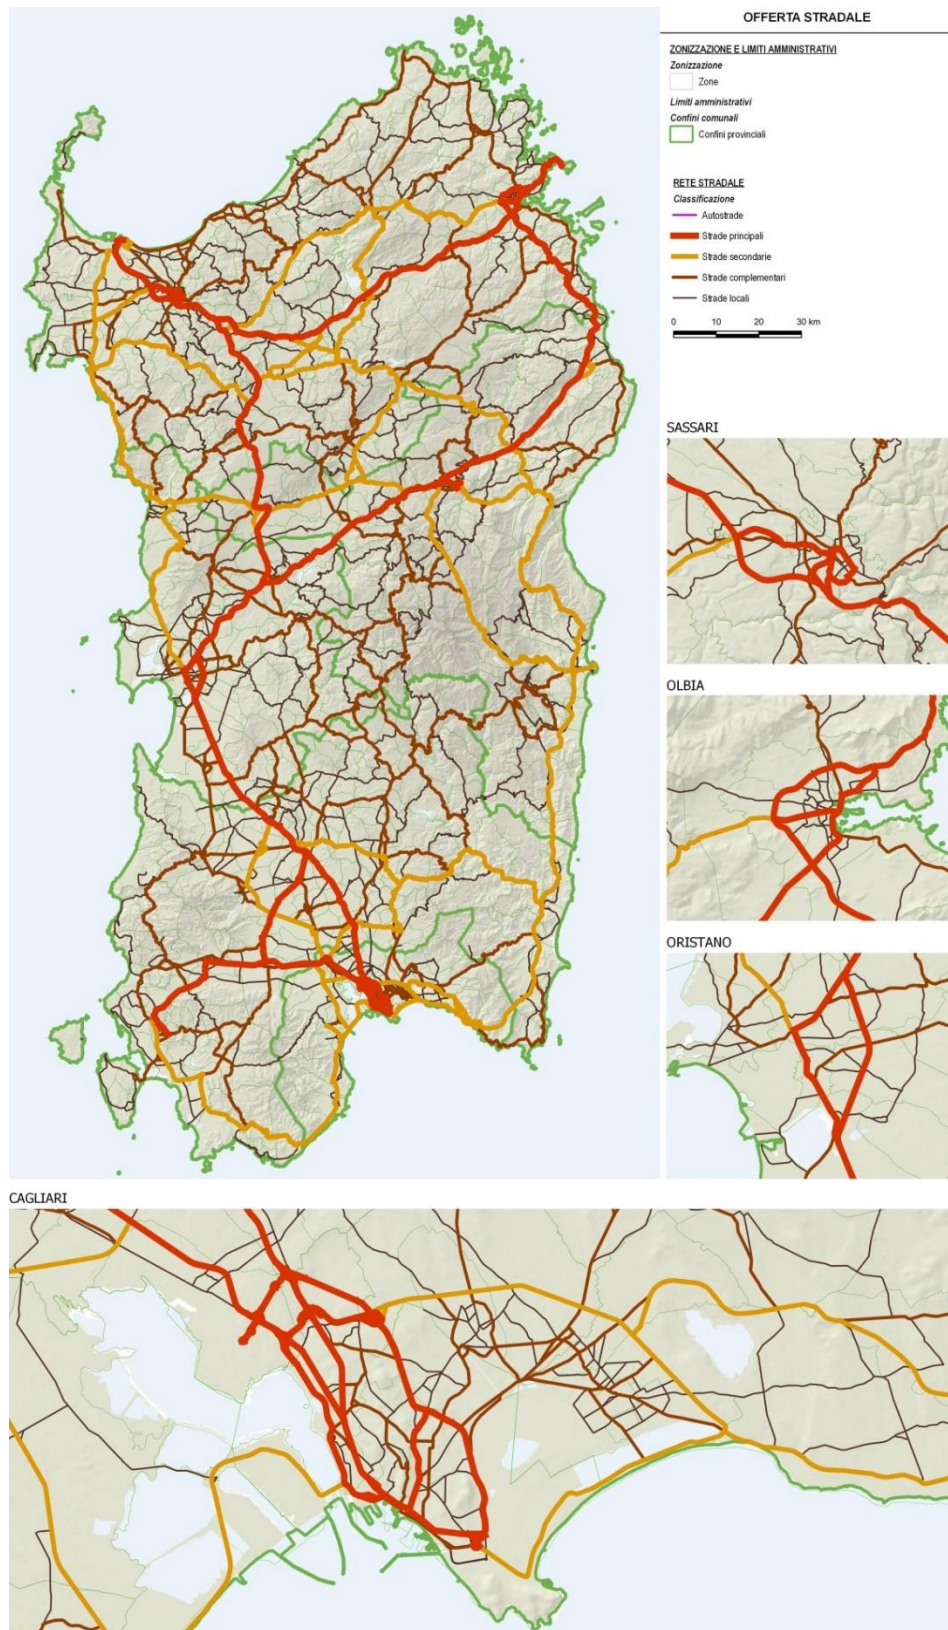 OFFERTA STRADALE
ZONIZZAZIONE E LIMITI AMMINISTRATIVI
Zonizzazione
Zone
Limiti amministrativi
Confini comunali
Confini provinciali
RETE STRADALE
Classificazione
Autostrade
Strade principali
Strade secondarie
Strade complementari
Strade locali
0 10 20 30 km
SASSARI
OLBIA
ORISTANO
CAGLIARI